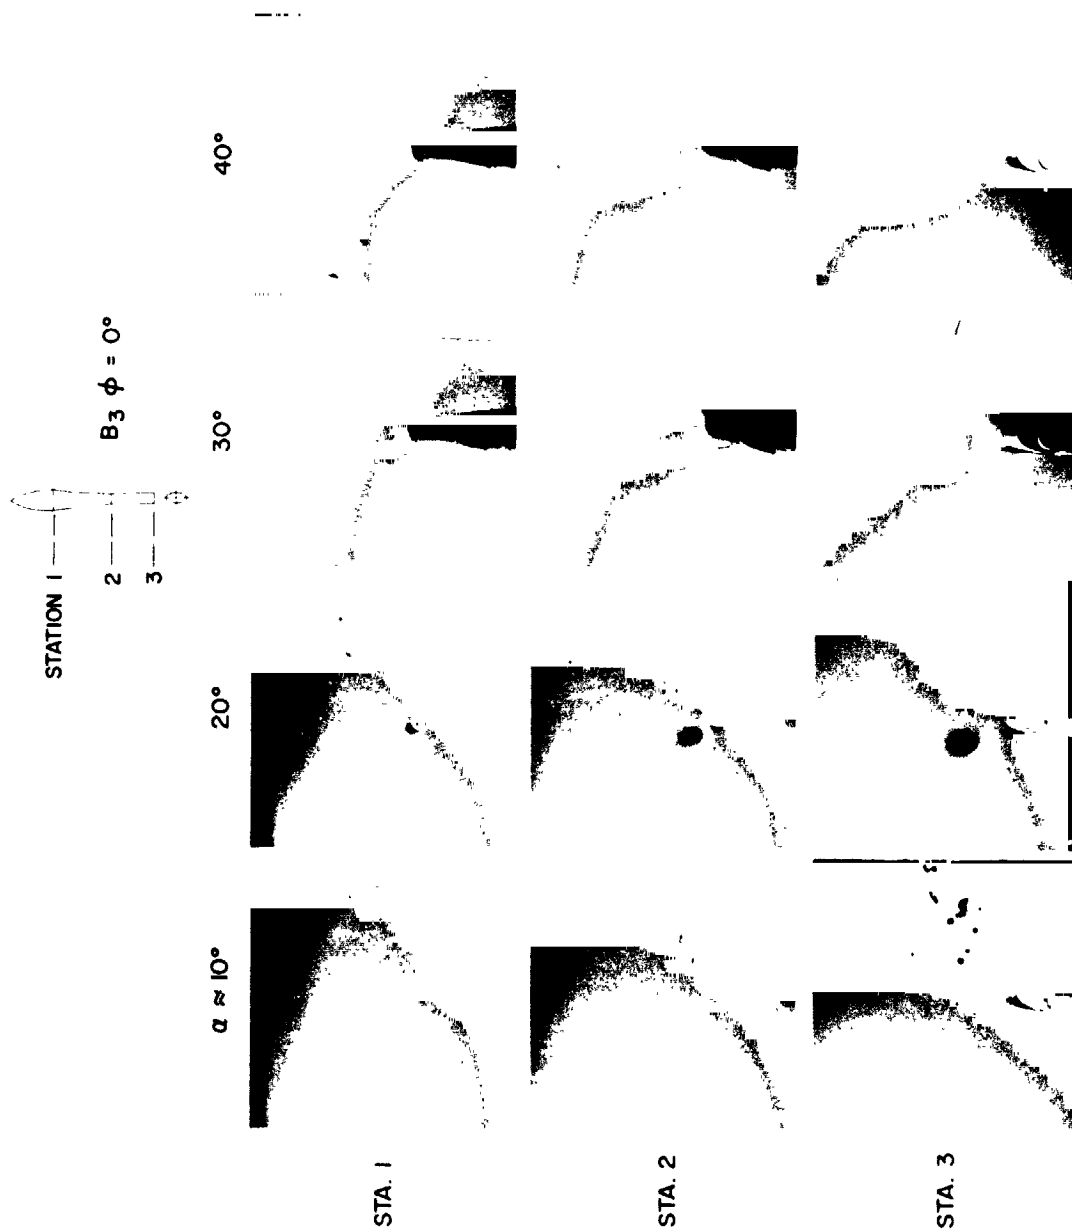 STATION 1
2
3
B3 ϕ = 0°
α ≈ 10°
20°
30°
40°
STA. 1
STA. 2
STA. 3